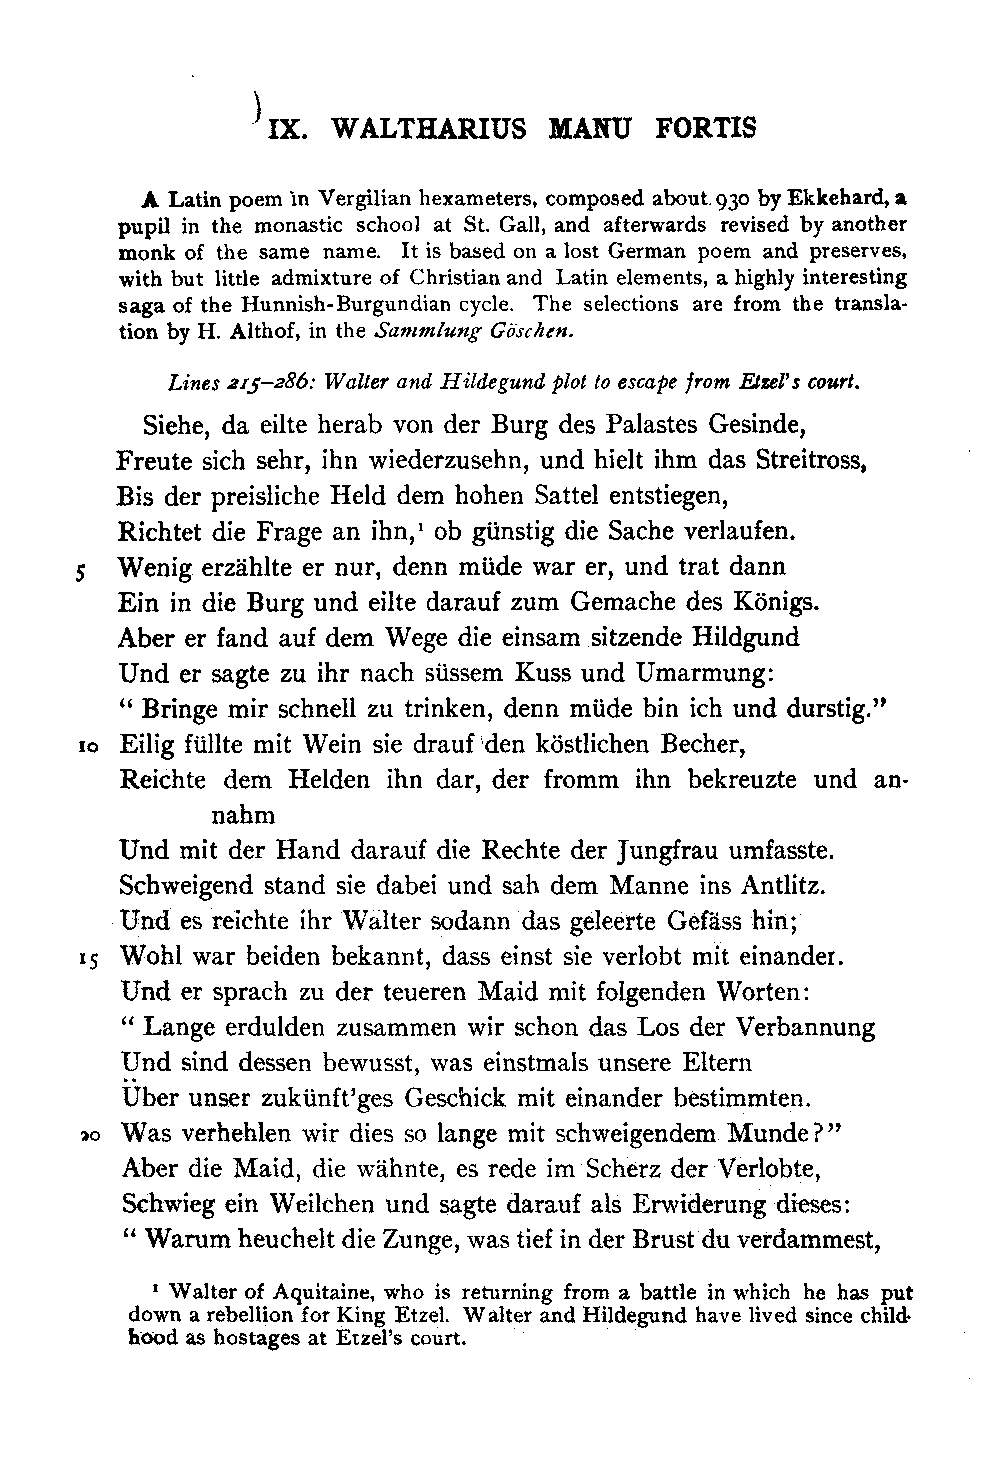 IX. WALTHARIUS MANU FORTIS
A Latin poem in Vergilian hexameters, composed about 930 by Ekkehard, a
pupil in the monastic school at St. Gall, and afterwards revised by another
monk of the same name. It is based on a lost German poem and preserves,
with but little admixture of Christian and Latin elements, a highly interesting
saga of the Hunnish-Burgundian cycle. The selections are from the transla-
tion by H. Althof, in the Sammlung Göschen.
Lines 215–286: Walter and Hildegund plot to escape from Etzel's court.
Siehe, da eilte herab von der Burg des Palastes Gesinde,
Freute sich sehr, ihn wiederzusehn, und hielt ihm das Streitross,
Bis der preisliche Held dem hohen Sattel entstiegen,
Richtet die Frage an ihn,¹ ob günstig die Sache verlaufen.
5 Wenig erzählte er nur, denn müde war er, und trat dann
Ein in die Burg und eilte darauf zum Gemache des Königs.
Aber er fand auf dem Wege die einsam sitzende Hildgund
Und er sagte zu ihr nach süssem Kuss und Umarmung:
“ Bringe mir schnell zu trinken, denn müde bin ich und durstig.”
10 Eilig füllte mit Wein sie drauf den köstlichen Becher,
Reichte dem Helden ihn dar, der fromm ihn bekreuzte und an-
nahm
Und mit der Hand darauf die Rechte der Jungfrau umfasste.
Schweigend stand sie dabei und sah dem Manne ins Antlitz.
Und es reichte ihr Walter sodann das geleerte Gefäss hin;
15 Wohl war beiden bekannt, dass einst sie verlobt mit einander.
Und er sprach zu der teueren Maid mit folgenden Worten:
“ Lange erdulden zusammen wir schon das Los der Verbannung
Und sind dessen bewusst, was einstmals unsere Eltern
Über unser zukünft'ges Geschick mit einander bestimmten.
20 Was verhehlen wir dies so lange mit schweigendem Munde?”
Aber die Maid, die wähnte, es rede im Scherz der Verlobte,
Schwieg ein Weilchen und sagte darauf als Erwiderung dieses:
“ Warum heuchelt die Zunge, was tief in der Brust du verdammest,
¹ Walter of Aquitaine, who is returning from a battle in which he has put
down a rebellion for King Etzel. Walter and Hildegund have lived since child-
hood as hostages at Etzel's court.